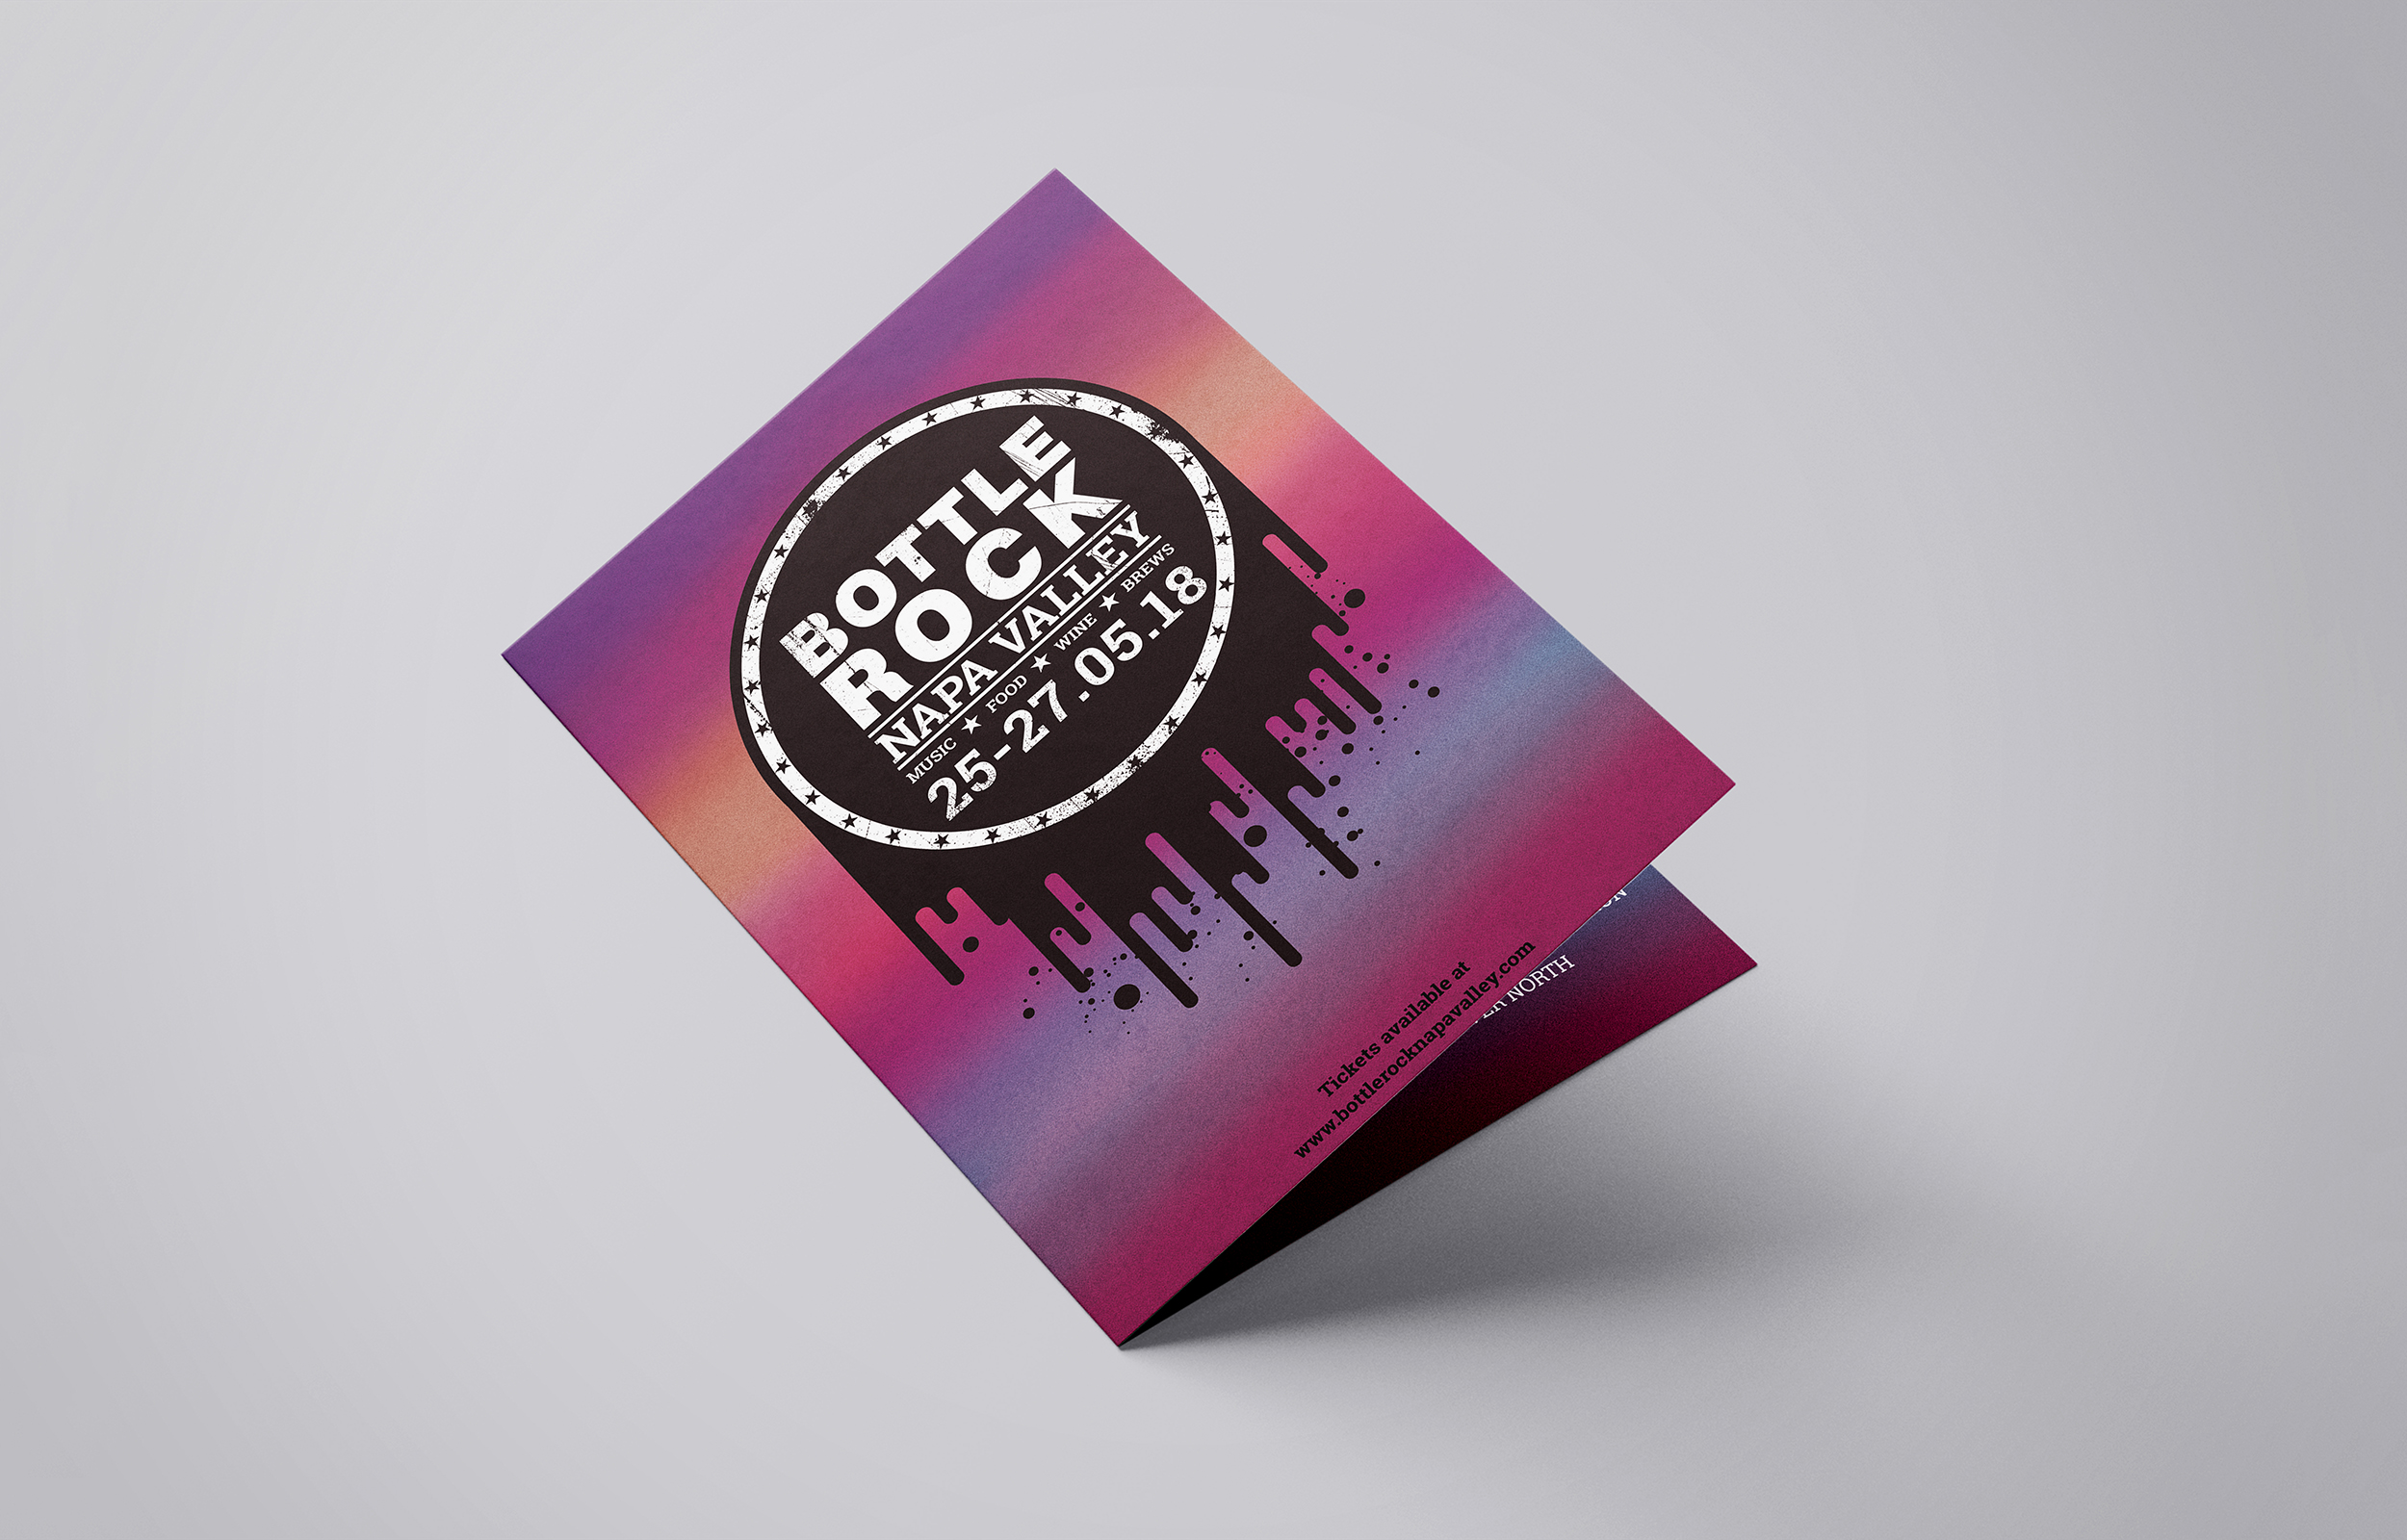 BOTTLE
ROCK
NAPA VALLEY
MUSIC ★ FOOD ★ WINE ★ BREWS
25-27.05.18
Tickets available at
www.bottlerocknapavalley.com
NORTH